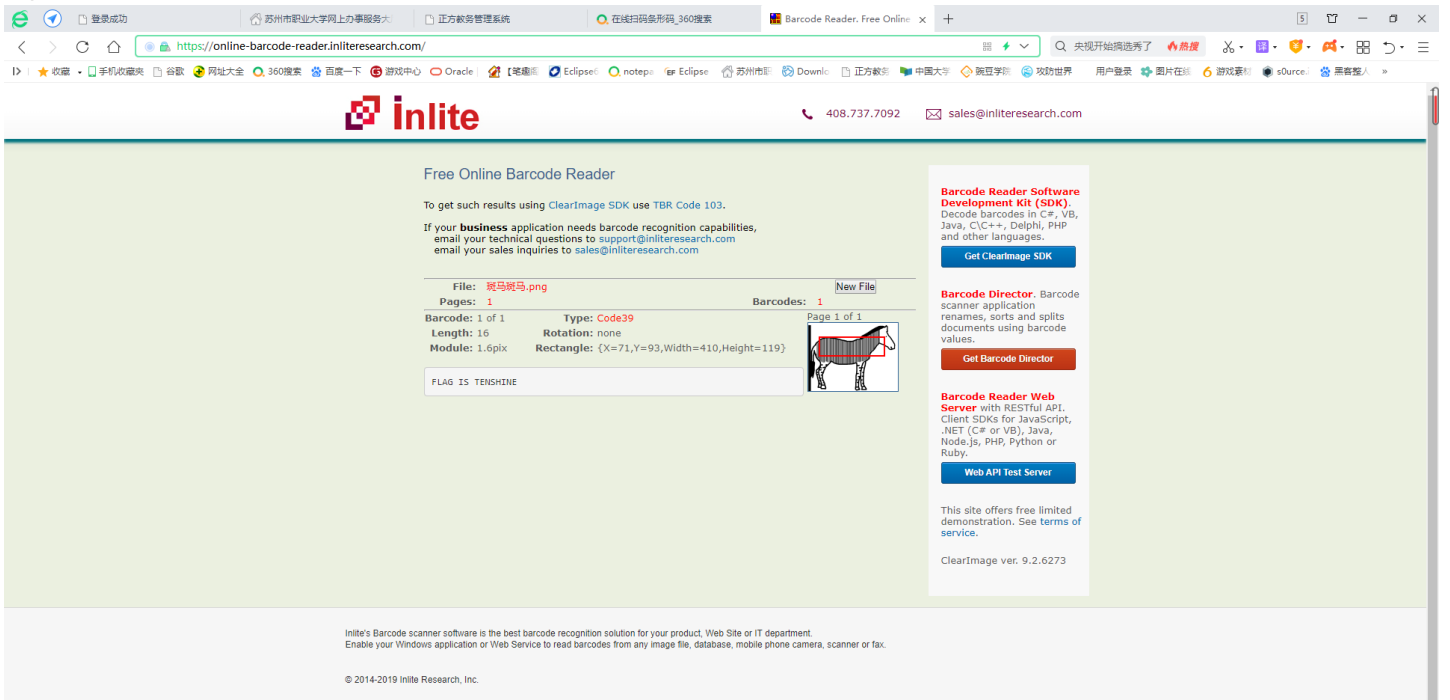 登录成功
苏州市职业大学网上办事服务大
正方教务管理系统
在线扫码条形码_360搜索
Barcode Reader. Free Online
5
https://online-barcode-reader.inliteresearch.com/
央视开始搞选秀了 热搜
译
收藏 手机收藏夹 谷歌 网址大全 360搜索 百度一下 游戏中心 Oracle 【笔趣 Eclipse notepa Eclipse 苏州市职 Downlo 正方教务 中国大学 豌豆学院 攻防世界 用户登录 图片在线 游戏素材 s0urce.i 黑客整人 »
inlite
408.737.7092
sales@inliteresearch.com
Free Online Barcode Reader
To get such results using ClearImage SDK use TBR Code 103.
If your business application needs barcode recognition capabilities,
email your technical questions to support@inliteresearch.com
email your sales inquiries to sales@inliteresearch.com
File: 斑马斑马.png New File
Pages: 1 Barcodes: 1
Barcode: 1 of 1 Type: Code39 Page 1 of 1
Length: 16 Rotation: none
Module: 1.6pix Rectangle: {X=71,Y=93,Width=410,Height=119}
FLAG IS TENSHINE
Barcode Reader Software
Development Kit (SDK).
Decode barcodes in C#, VB,
Java, C\C++, Delphi, PHP
and other languages.
Get ClearImage SDK
Barcode Director. Barcode
scanner application
renames, sorts and splits
documents using barcode
values.
Get Barcode Director
Barcode Reader Web
Server with RESTful API.
Client SDKs for JavaScript,
.NET (C# or VB), Java,
Node.js, PHP, Python or
Ruby.
Web API Test Server
This site offers free limited
demonstration. See terms of
service.
ClearImage ver. 9.2.6273
Inlite's Barcode scanner software is the best barcode recognition solution for your product, Web Site or IT department.
Enable your Windows application or Web Service to read barcodes from any image file, database, mobile phone camera, scanner or fax.
© 2014-2019 Inlite Research, Inc.